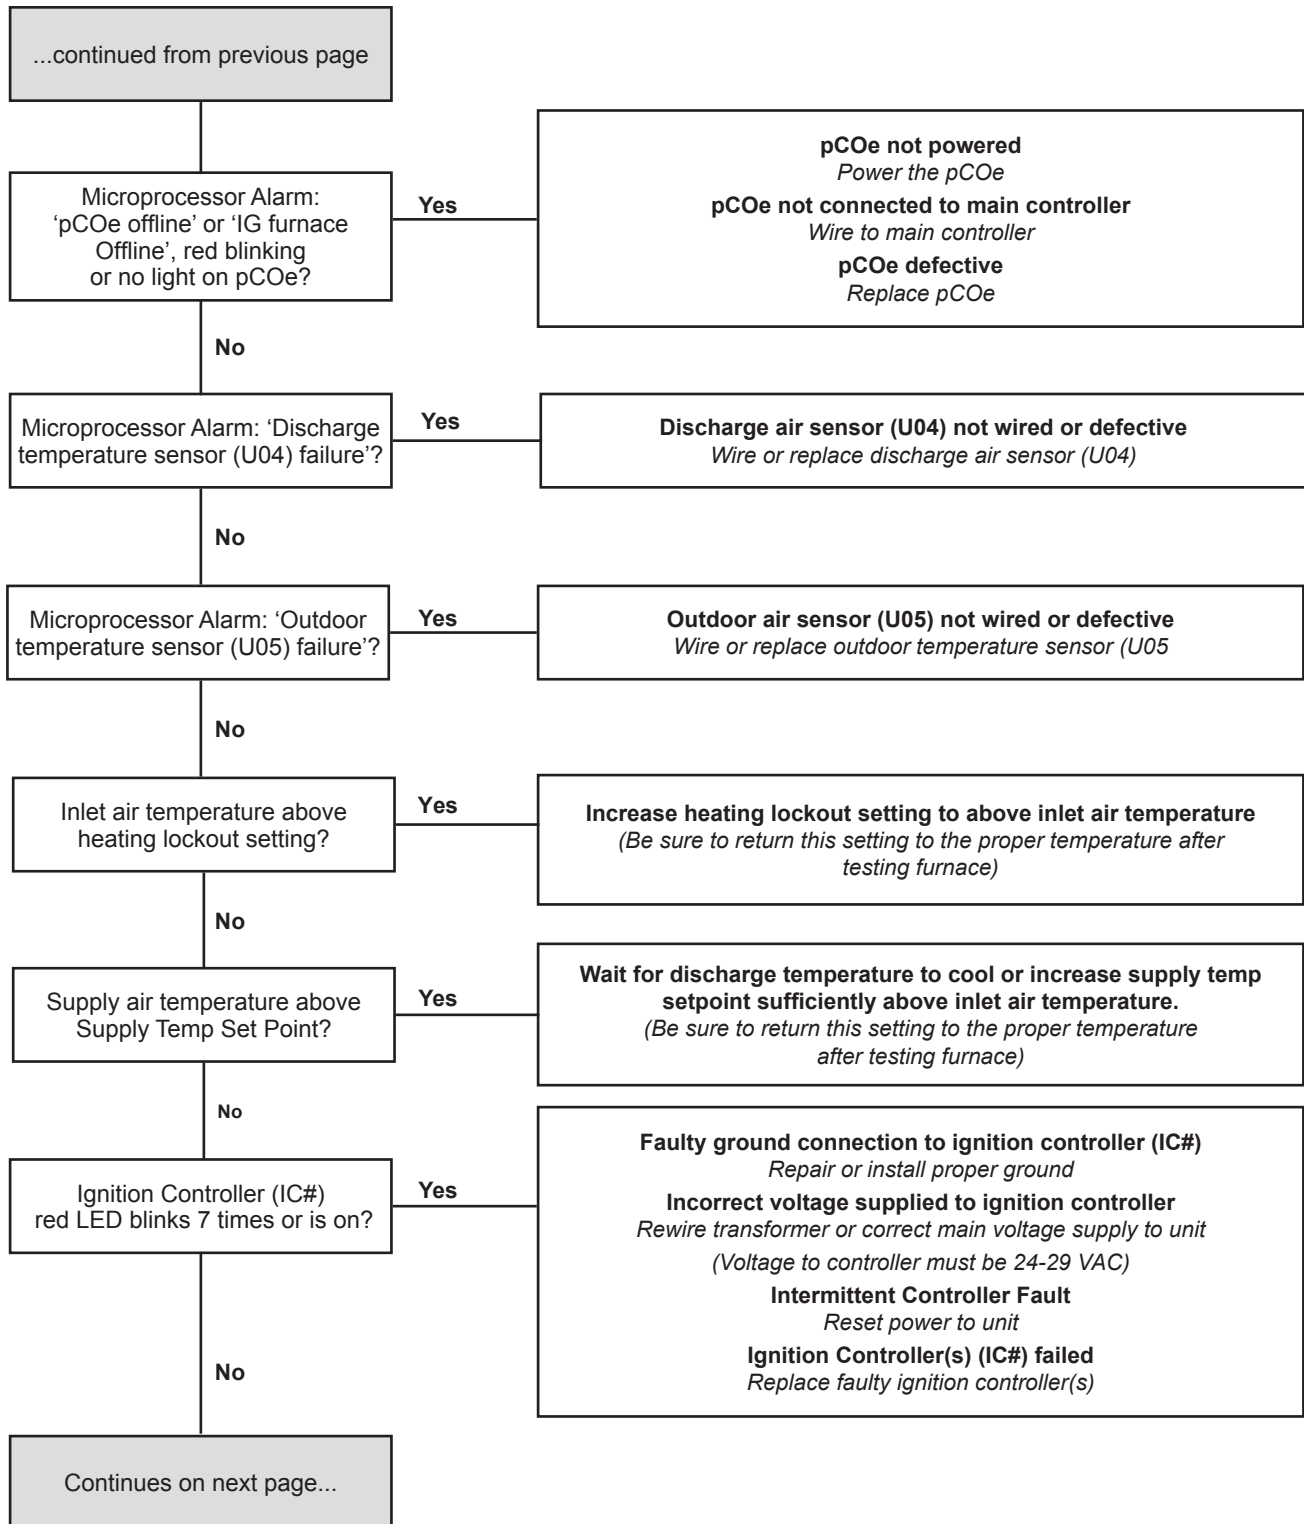 ...continued from previous page
Microprocessor Alarm:
‘pCOe offline’ or ‘IG furnace
Offline’, red blinking
or no light on pCOe?
Yes
pCOe not powered
Power the pCOe
pCOe not connected to main controller
Wire to main controller
pCOe defective
Replace pCOe
No
Microprocessor Alarm: ‘Discharge
temperature sensor (U04) failure’?
Yes
Discharge air sensor (U04) not wired or defective
Wire or replace discharge air sensor (U04)
No
Microprocessor Alarm: ‘Outdoor
temperature sensor (U05) failure’?
Yes
Outdoor air sensor (U05) not wired or defective
Wire or replace outdoor temperature sensor (U05
No
Inlet air temperature above
heating lockout setting?
Yes
Increase heating lockout setting to above inlet air temperature
(Be sure to return this setting to the proper temperature after
testing furnace)
No
Supply air temperature above
Supply Temp Set Point?
Yes
Wait for discharge temperature to cool or increase supply temp
setpoint sufficiently above inlet air temperature.
(Be sure to return this setting to the proper temperature
after testing furnace)
No
Ignition Controller (IC#)
red LED blinks 7 times or is on?
Yes
Faulty ground connection to ignition controller (IC#)
Repair or install proper ground
Incorrect voltage supplied to ignition controller
Rewire transformer or correct main voltage supply to unit
(Voltage to controller must be 24-29 VAC)
Intermittent Controller Fault
Reset power to unit
Ignition Controller(s) (IC#) failed
Replace faulty ignition controller(s)
No
Continues on next page...